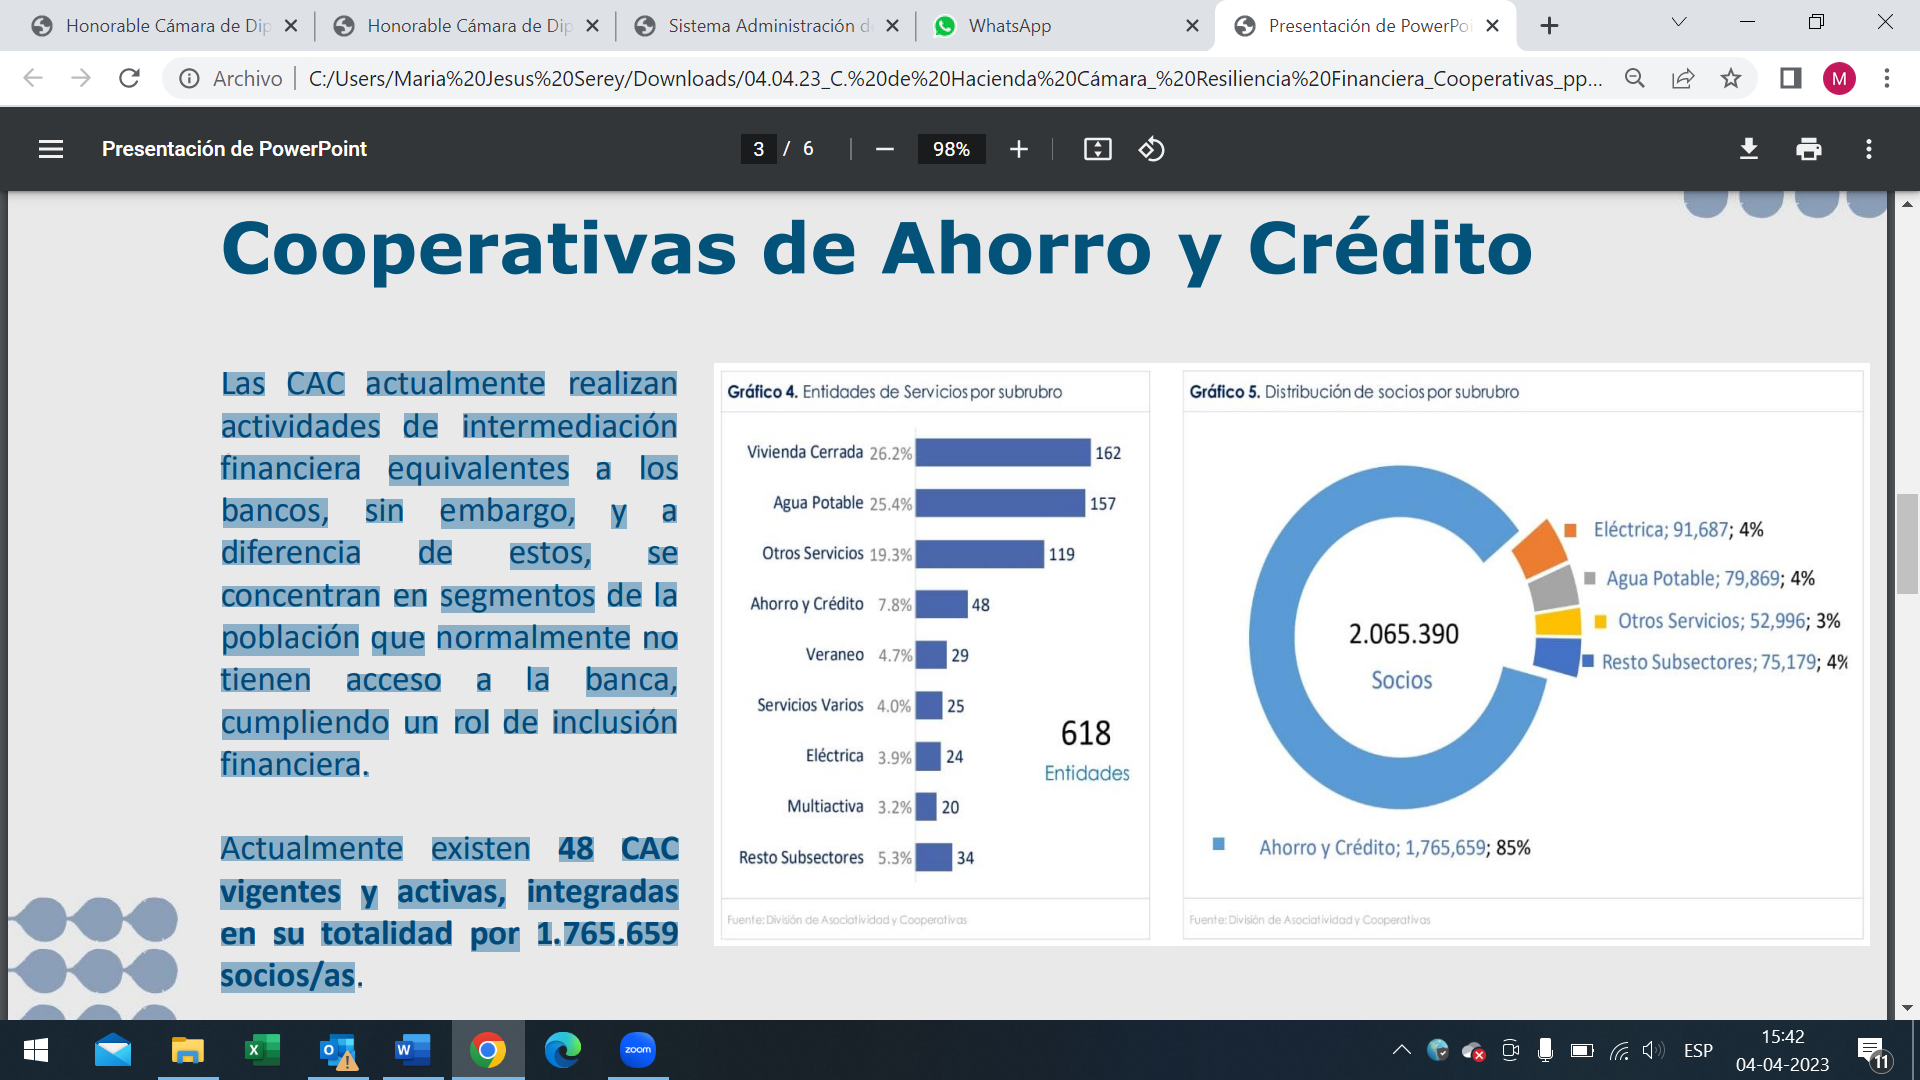 Honorable Cámara de Dip
Honorable Cámara de Dip
Sistema Administración d
WhatsApp
Presentación de PowerPoi
Archivo
C:/Users/Maria%20Jesus%20Serey/Downloads/04.04.23_C.%20de%20Hacienda%20Cámara_%20Resiliencia%20Financiera_Cooperativas_pp...
M
Presentación de PowerPoint
3 / 6
98%
Cooperativas de Ahorro y Crédito
Las CAC actualmente realizan
actividades de intermediación
financiera equivalentes a los
bancos, sin embargo, y a
diferencia de estos, se
concentran en segmentos de la
población que normalmente no
tienen acceso a la banca,
cumpliendo un rol de inclusión
financiera.
Actualmente existen 48 CAC
vigentes y activas, integradas
en su totalidad por 1.765.659
socios/as.
Gráfico 4. Entidades de Servicios por subrubro
Vivienda Cerrada 26.2% 162
Agua Potable 25.4% 157
Otros Servicios 19.3% 119
Ahorro y Crédito 7.8% 48
Veraneo 4.7% 29
Servicios Varios 4.0% 25
Eléctrica 3.9% 24
Multiactiva 3.2% 20
Resto Subsectores 5.3% 34
618
Entidades
Fuente: División de Asociatividad y Cooperativas
Gráfico 5. Distribución de socios por subrubro
Eléctrica; 91,687; 4%
Agua Potable; 79,869; 4%
Otros Servicios; 52,996; 3%
Resto Subsectores; 75,179; 4%
2.065.390
Socios
Ahorro y Crédito; 1,765,659; 85%
Fuente: División de Asociatividad y Cooperativas
zoom
ESP
15:42
04-04-2023
11